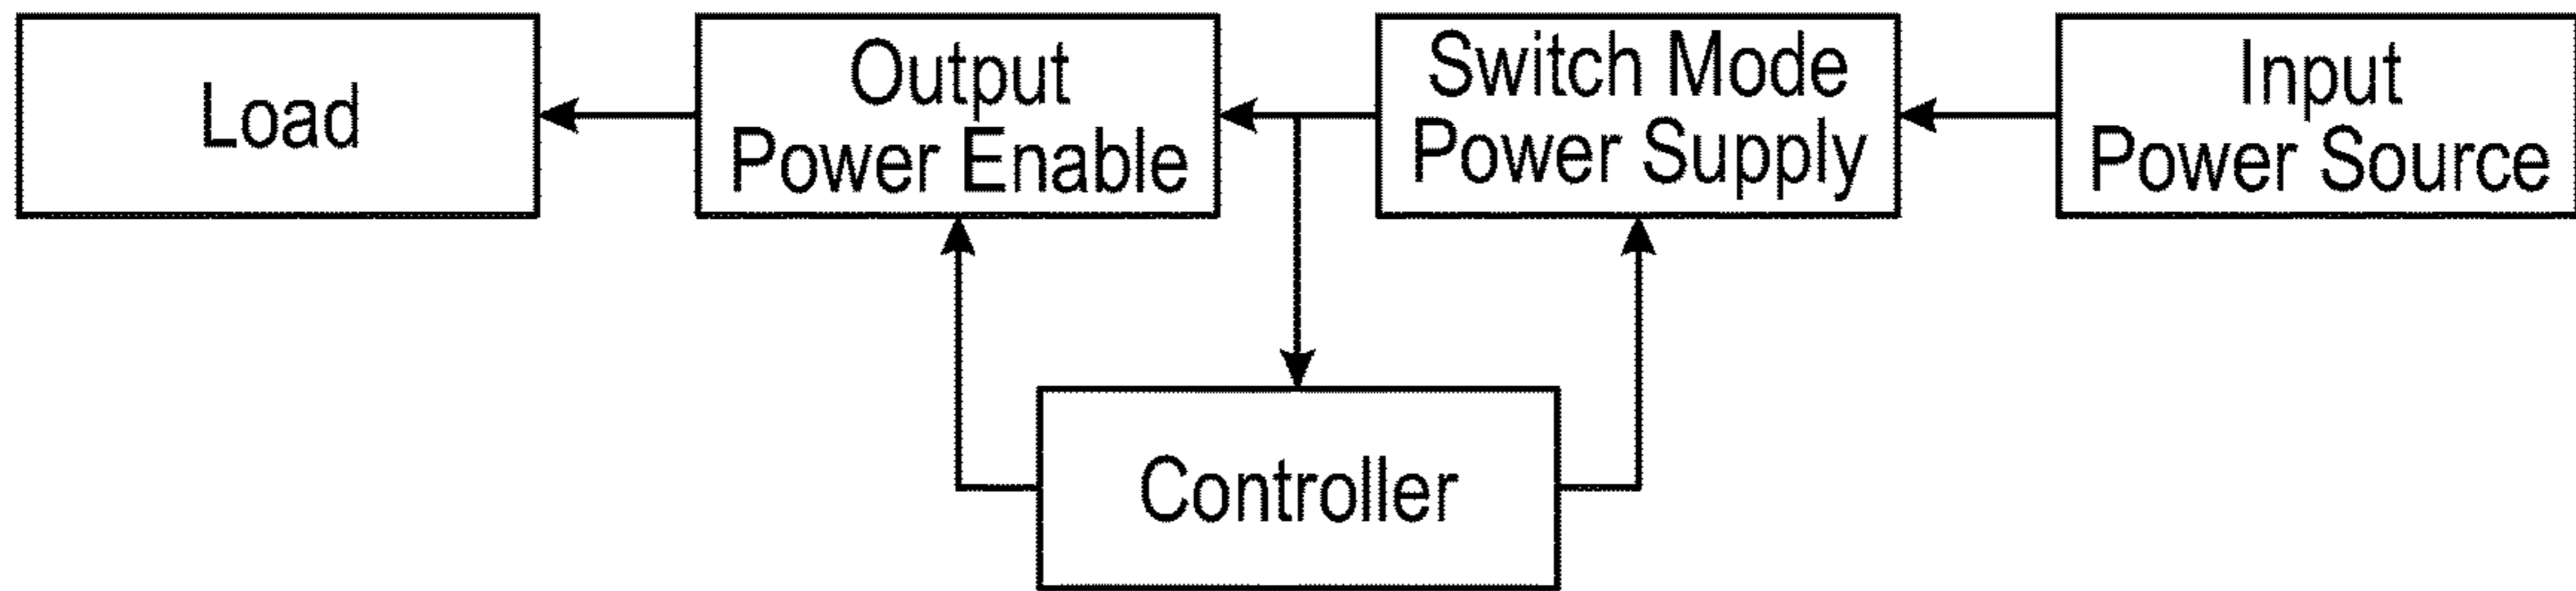 Load
Output
Power Enable
Switch Mode
Power Supply
Input
Power Source
Controller